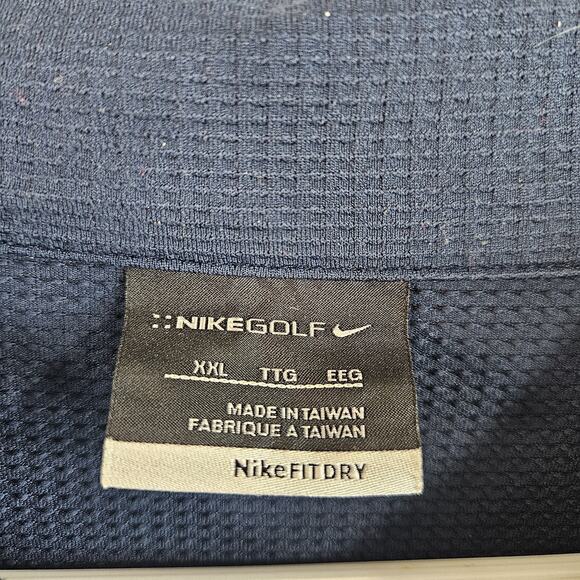 NIKEGOLF
XXL TTG EEG
MADE IN TAIWAN
FABRIQUE A TAIWAN
NikeFITDRY